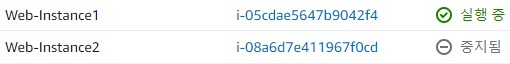 Web-Instance1 i-05cdae5647b9042f4 실행 중
Web-Instance2 i-08a6d7e411967f0cd 중지됨